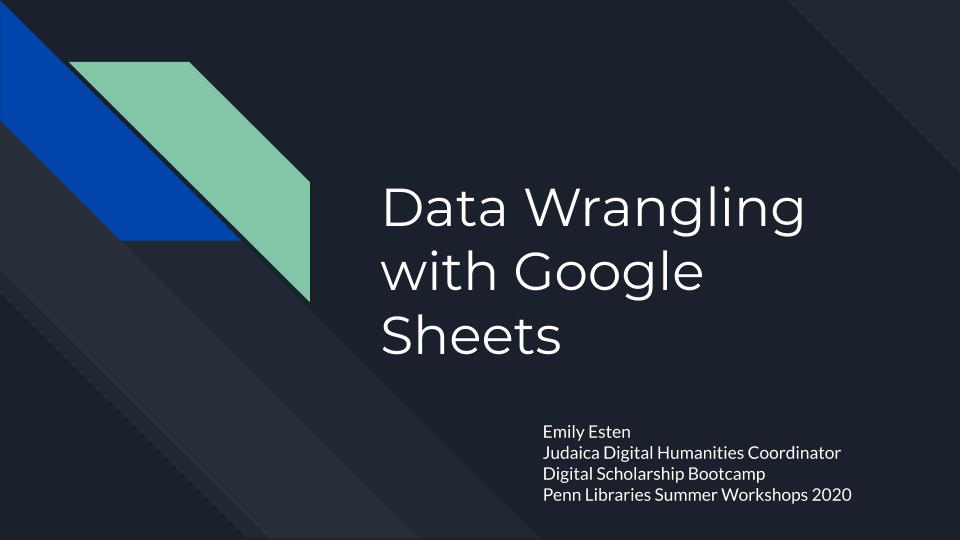 Data Wrangling
with Google
Sheets
Emily Esten
Judaica Digital Humanities Coordinator
Digital Scholarship Bootcamp
Penn Libraries Summer Workshops 2020